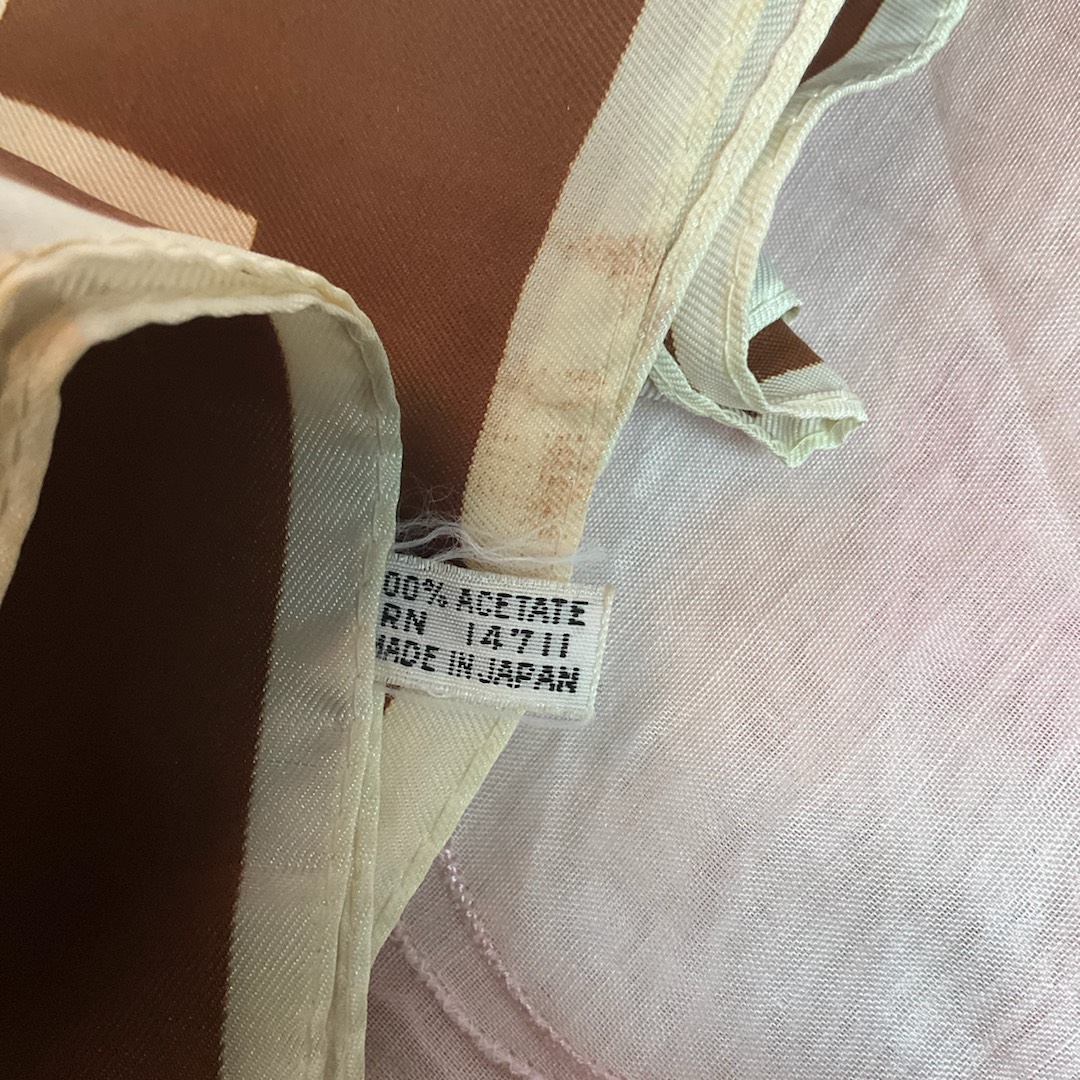 00% ACETATE
RN 14711
MADE IN JAPAN